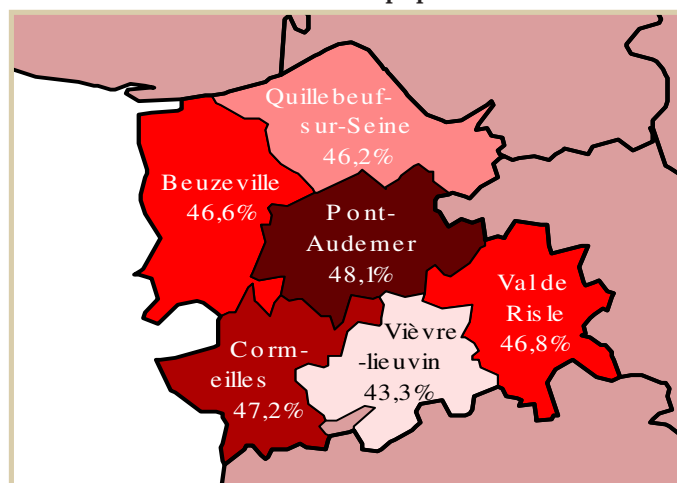 Quillebeuf-
sur-Seine
46,2%
Beuzeville
46,6%
Pont-
Audemer
48,1%
Val de
Risle
46,8%
Corm-
eilles
47,2%
Vièvre
-lieuvin
43,3%